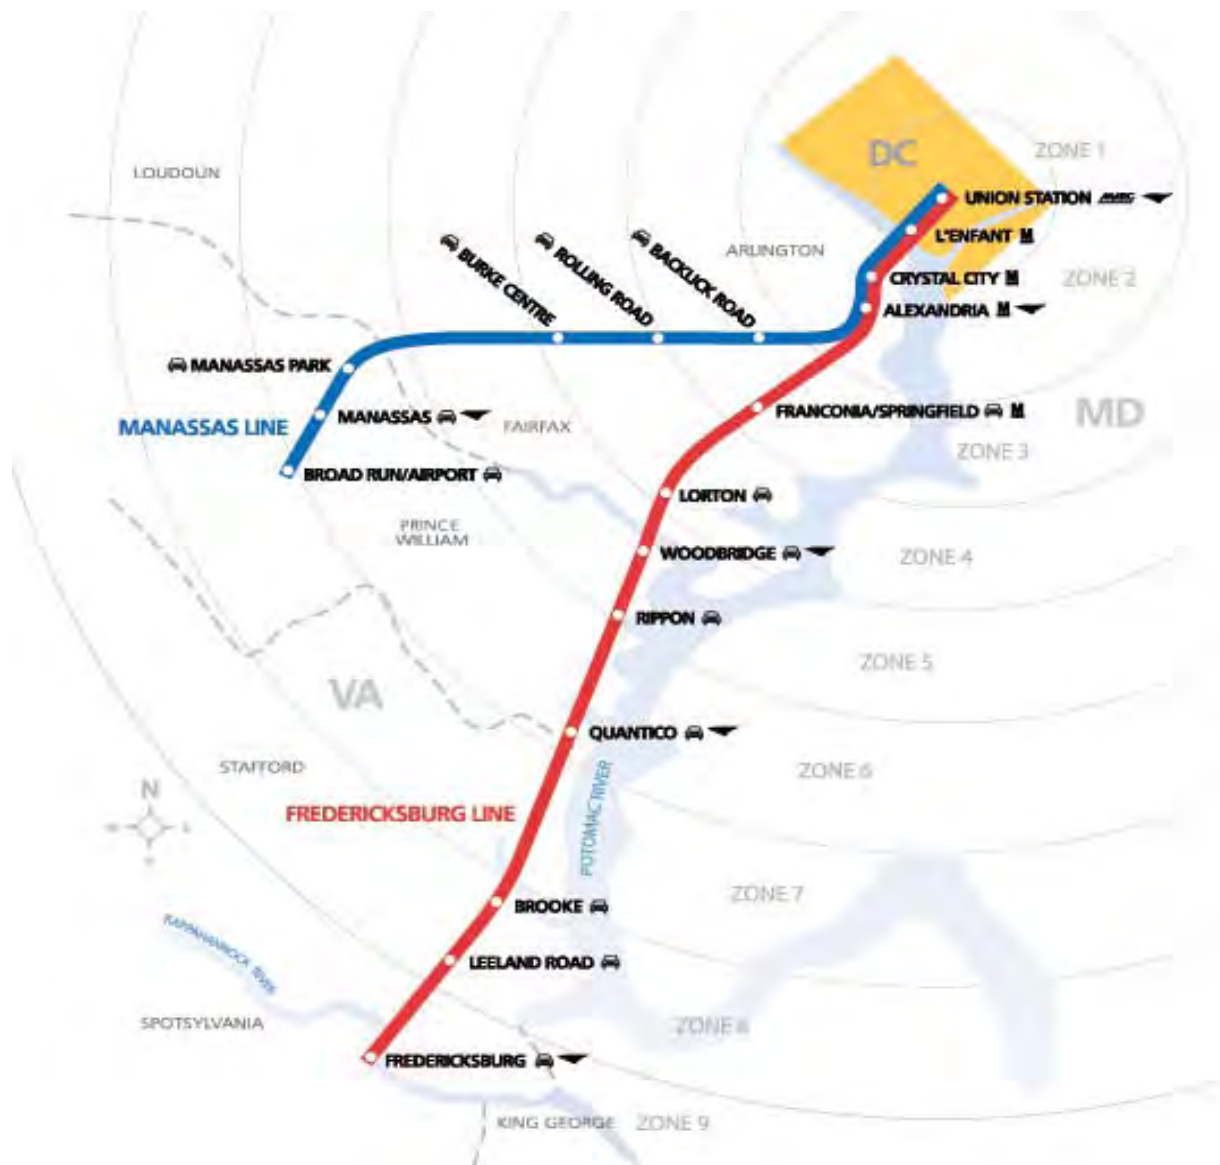 DC
ZONE 1
LOUDOUN
UNION STATION
L'ENFANT M
ARLINGTON
CRYSTAL CITY M
ZONE 2
BURKE CENTRE
ROLLING ROAD
BACKLICK ROAD
ALEXANDRIA M
MANASSAS PARK
MANASSAS
MANASSAS LINE
FAIRFAX
FRANCONIA/SPRINGFIELD M
MD
ZONE 3
BROAD RUN/AIRPORT
LORTON
PRINCE
WILLIAM
WOODBRIDGE
ZONE 4
RIPPON
ZONE 5
VA
QUANTICO
STAFFORD
ZONE 6
N
FREDERICKSBURG LINE
POTOMAC RIVER
ZONE 7
BROOKE
RAPPAHANNOCK RIVER
LEELAND ROAD
SPOTSYLVANIA
ZONE 8
FREDERICKSBURG
KING GEORGE
ZONE 9